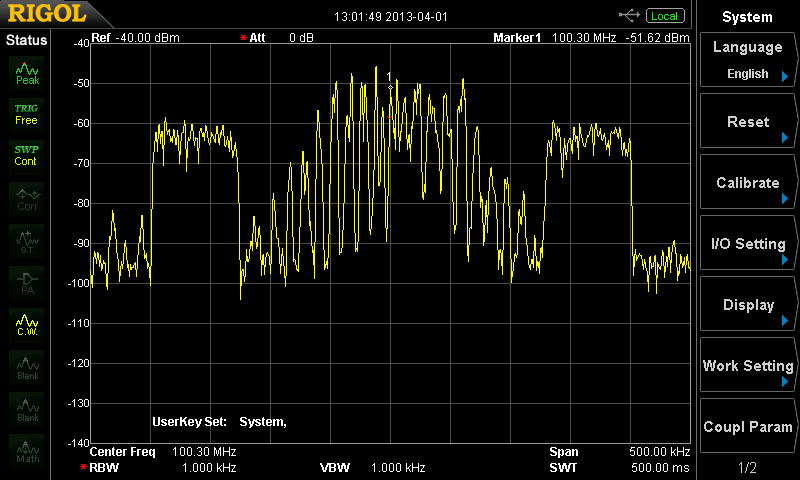 RIGOL
13:01:49 2013-04-01
Local
System
Status
Ref -40.00 dBm
* Att 0 dB
Marker1 100.30 MHz -51.62 dBm
Language
English
Reset
Calibrate
I/O Setting
Display
Work Setting
Coupl Param
1/2
Peak
TRIG
Free
SWP
Cont
Corr
S.T.
PA
C.W.
Blank
Blank
Math
-40
-50
-60
-70
-80
-90
-100
-110
-120
-130
-140
1
UserKey Set: System,
Center Freq 100.30 MHz
Span 500.00 kHz
* RBW 1.000 kHz
VBW 1.000 kHz
SWT 500.00 ms